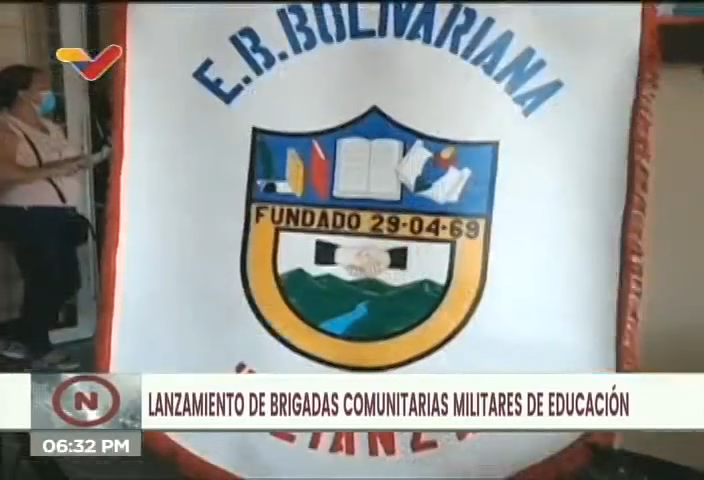 E.B.BOLIVARIANA
FUNDADO 29-04-69
N
LANZAMIENTO DE BRIGADAS COMUNITARIAS MILITARES DE EDUCACIÓN
06:32 PM